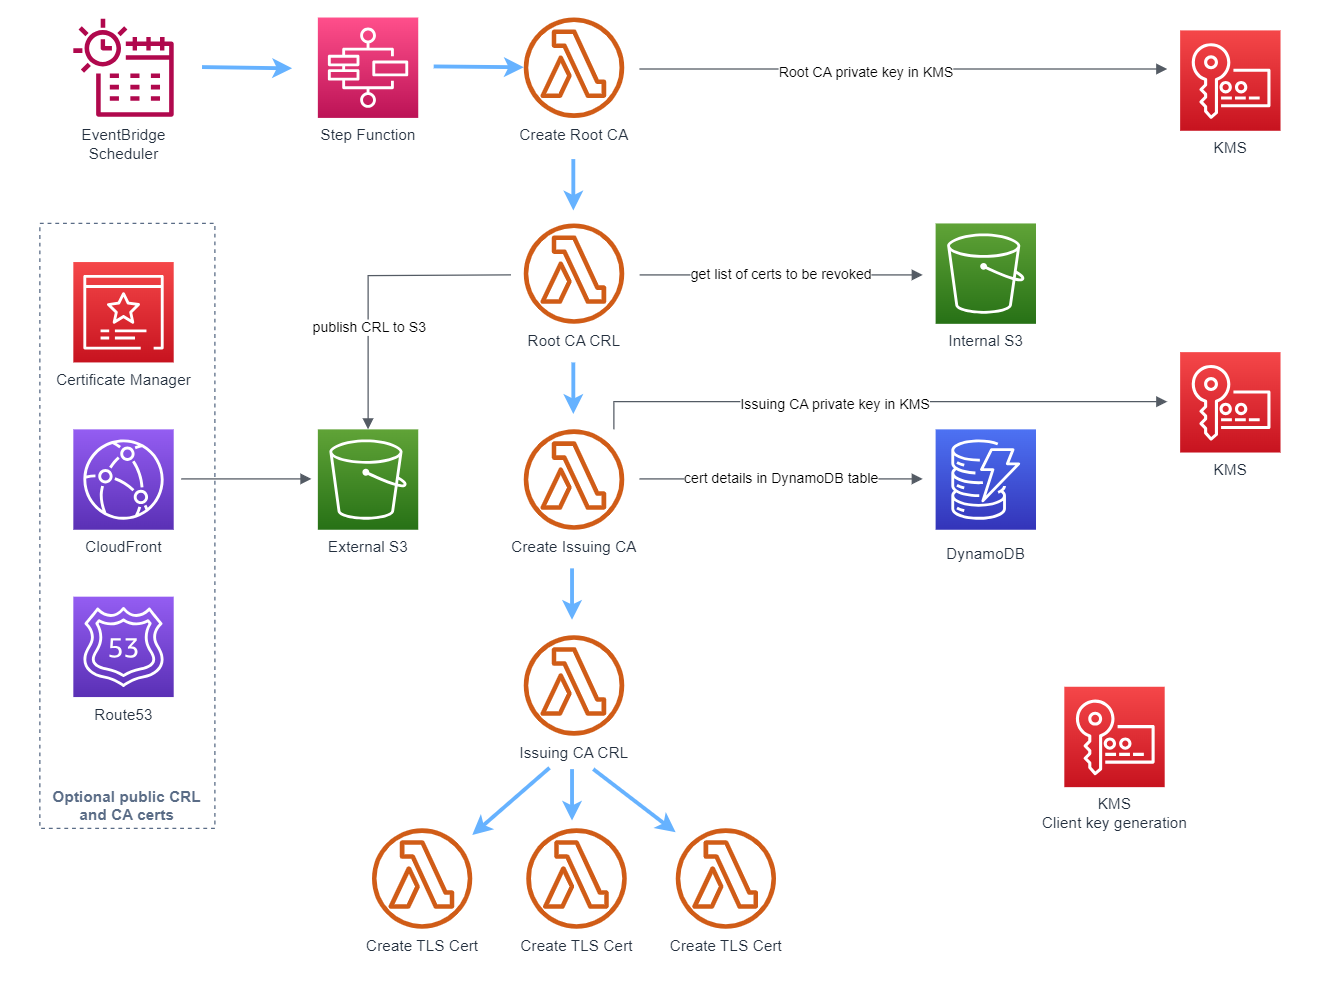 EventBridge
Scheduler
Step Function
Create Root CA
Root CA private key in KMS
KMS
Certificate Manager
publish CRL to S3
Root CA CRL
get list of certs to be revoked
Internal S3
Issuing CA private key in KMS
KMS
CloudFront
External S3
Create Issuing CA
cert details in DynamoDB table
DynamoDB
53
Route53
Issuing CA CRL
Optional public CRL
and CA certs
KMS
Client key generation
Create TLS Cert
Create TLS Cert
Create TLS Cert